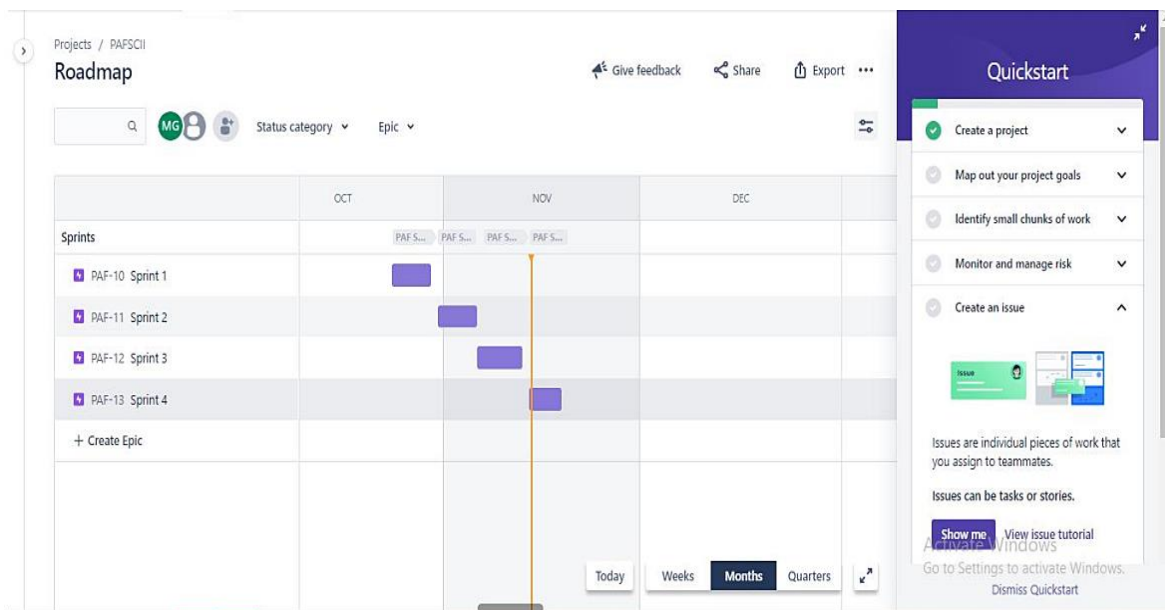 Projects / PAFSCII
Roadmap
Give feedback
Share
Export
MG
Status category
Epic
OCT
NOV
DEC
Sprints
PAF S...
PAF S...
PAF S...
PAF S...
PAF-10 Sprint 1
PAF-11 Sprint 2
PAF-12 Sprint 3
PAF-13 Sprint 4
+ Create Epic
Today
Weeks
Months
Quarters
Quickstart
Create a project
Map out your project goals
Identify small chunks of work
Monitor and manage risk
Create an issue
Issue
Issues are individual pieces of work that
you assign to teammates.
Issues can be tasks or stories.
Show me
View issue tutorial
Activate Windows
Go to Settings to activate Windows.
Dismiss Quickstart